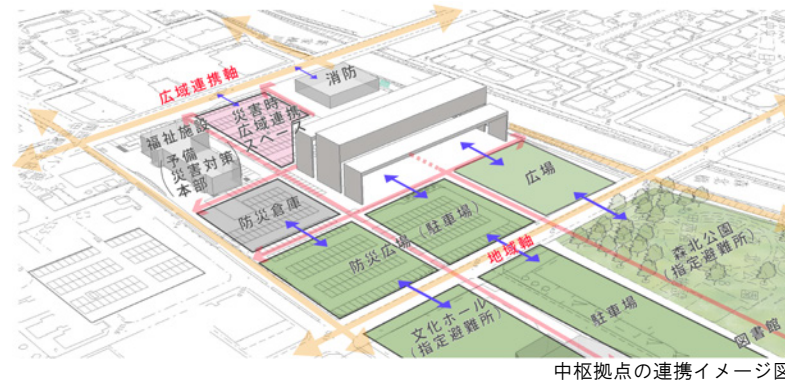 広域連携軸
消防
災害時
広域連携
スペース
福祉施設
予備
災害対策
本部
広場
防災倉庫
防災広場(駐車場)
森北公園
(指定避難所)
地域軸
文化ホール
(指定避難所)
駐車場
図書館
中枢拠点の連携イメージ図